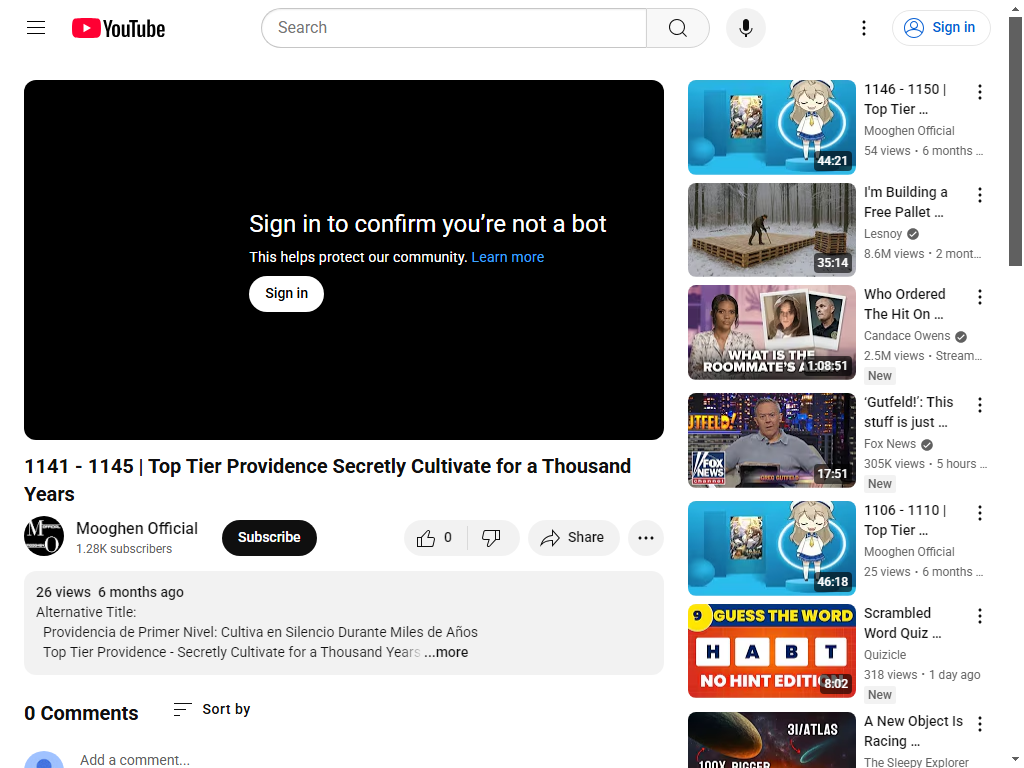 YouTube
Search
Sign in
Sign in to confirm you’re not a bot
This helps protect our community. Learn more
Sign in
1141 - 1145 | Top Tier Providence Secretly Cultivate for a Thousand
Years
Mooghen Official
1.28K subscribers
Subscribe
0
Share
26 views 6 months ago
Alternative Title:
Providencia de Primer Nivel: Cultiva en Silencio Durante Miles de Años
Top Tier Providence - Secretly Cultivate for a Thousand Years ...more
0 Comments
Sort by
Add a comment...
44:21
1146 - 1150 |
Top Tier ...
Mooghen Official
54 views • 6 months ...
35:14
I'm Building a
Free Pallet ...
Lesnoy
8.6M views • 2 mont...
WHAT IS THE
ROOMMATE'S
1:08:51
Who Ordered
The Hit On ...
Candace Owens
2.5M views • Stream...
New
GUTFELD!
FOX
NEWS
channel
GREG GUTFELD
17:51
‘Gutfeld!’: This
stuff is just ...
Fox News
305K views • 5 hours ...
New
46:18
1106 - 1110 |
Top Tier ...
Mooghen Official
25 views • 6 months ...
9 GUESS THE WORD
H A B T
NO HINT
8:02
Scrambled
Word Quiz ...
Quizicle
318 views • 1 day ago
New
3I/ATLAS
100X BIGGER
A New Object Is
Racing ...
The Sleepy Explorer